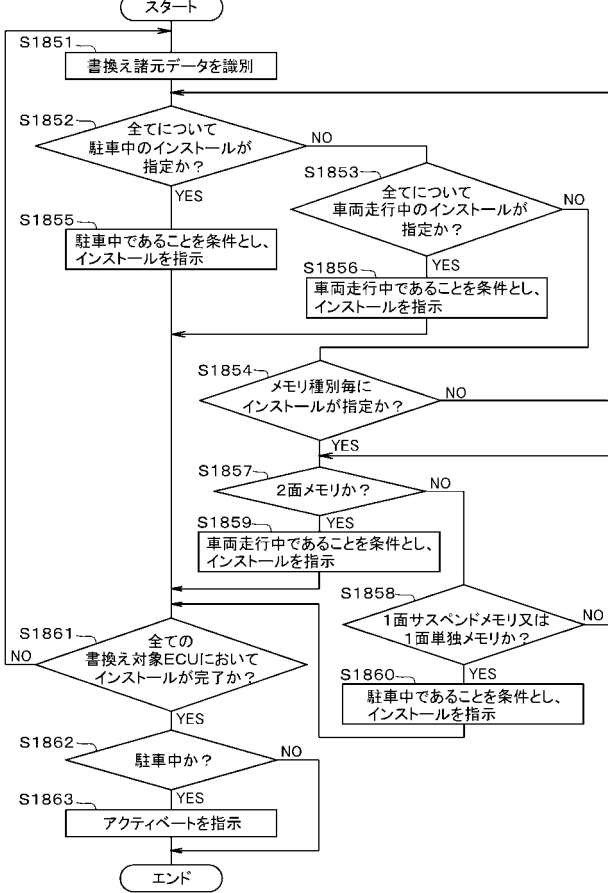 スタート
S1851
書換え諸元データを識別
S1852
全てについて
駐車中のインストールが
指定か？
NO
YES
S1853
全てについて
車両走行中のインストールが
指定か？
NO
YES
S1855
駐車中であることを条件とし、
インストールを指示
S1856
車両走行中であることを条件とし、
インストールを指示
S1854
メモリ種別毎に
インストールが指定か？
NO
YES
S1857
2面メモリか？
NO
YES
S1859
車両走行中であることを条件とし、
インストールを指示
S1858
1面サスペンドメモリ又は
1面単独メモリか？
NO
YES
S1860
駐車中であることを条件とし、
インストールを指示
S1861
全ての
書換え対象ECUにおいて
インストールが完了か？
NO
YES
S1862
駐車中か？
NO
YES
S1863
アクティベートを指示
エンド